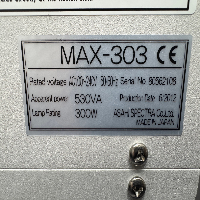 MAX-303 CE
Rated voltage AC100-240V 50-60Hz Serial No. 80362108
Apparent power 530VA Production Date 6/2012
Lamp Rating 300W ASAHI SPECTRA Co.,Ltd.
MADE IN JAPAN